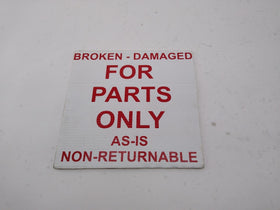 BROKEN - DAMAGED
FOR
PARTS
ONLY
AS-IS
NON-RETURNABLE